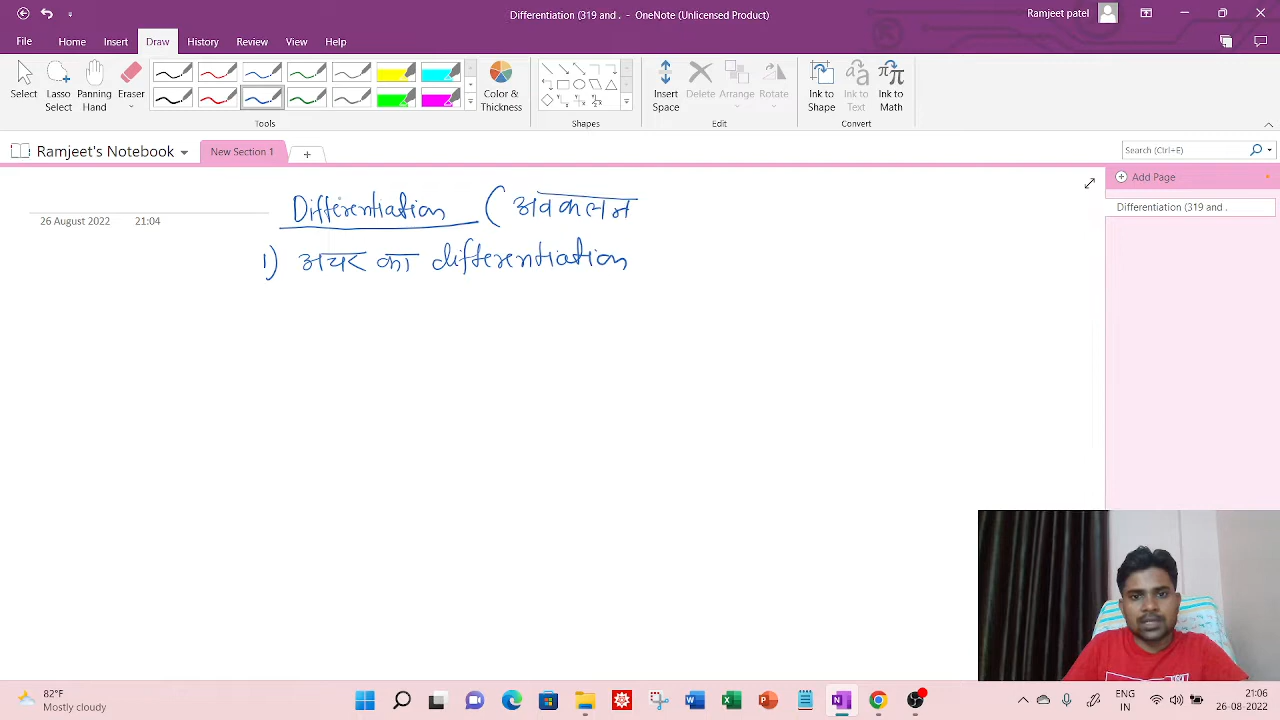 Differentiation (319 and . - OneNote (Unlicensed Product)
Ramjeet patel
File Home Insert Draw History Review View Help
Select
Lasso Select
Panning Hand
Eraser
Color & Thickness
Insert Space
Delete
Arrange
Rotate
Ink to Shape
Ink to Text
Ink to Math
Tools
Shapes
Edit
Convert
Ramjeet's Notebook
New Section 1
Search (Ctrl+E)
Add Page
Differentiation (319 and .
Differentiation (अवकलन
26 August 2022 21:04
1) अचर का differentiation
82°F
Mostly cloudy
ENG
IN
21:06
26-08-2022